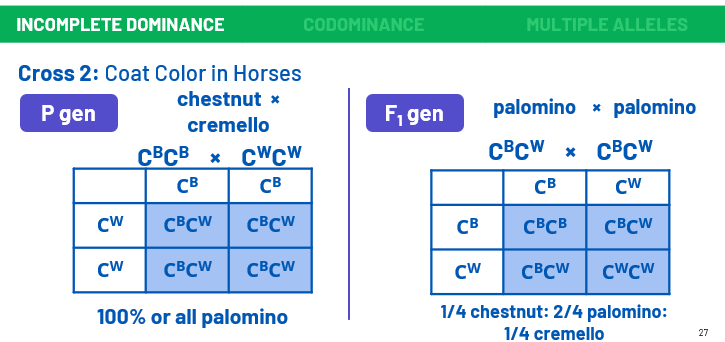 INCOMPLETE DOMINANCE CODOMINANCE MULTIPLE ALLELES
Cross 2: Coat Color in Horses
P gen
chestnut ×
cremello
CᴮCᴮ × CᵂCᵂ
Cᴮ Cᴮ
Cᵂ CᴮCᵂ CᴮCᵂ
Cᵂ CᴮCᵂ CᴮCᵂ
100% or all palomino
F₁ gen
palomino × palomino
CᴮCᵂ × CᴮCᵂ
Cᴮ Cᵂ
Cᴮ CᴮCᴮ CᴮCᵂ
Cᵂ CᴮCᵂ CᵂCᵂ
1/4 chestnut: 2/4 palomino:
1/4 cremello
27